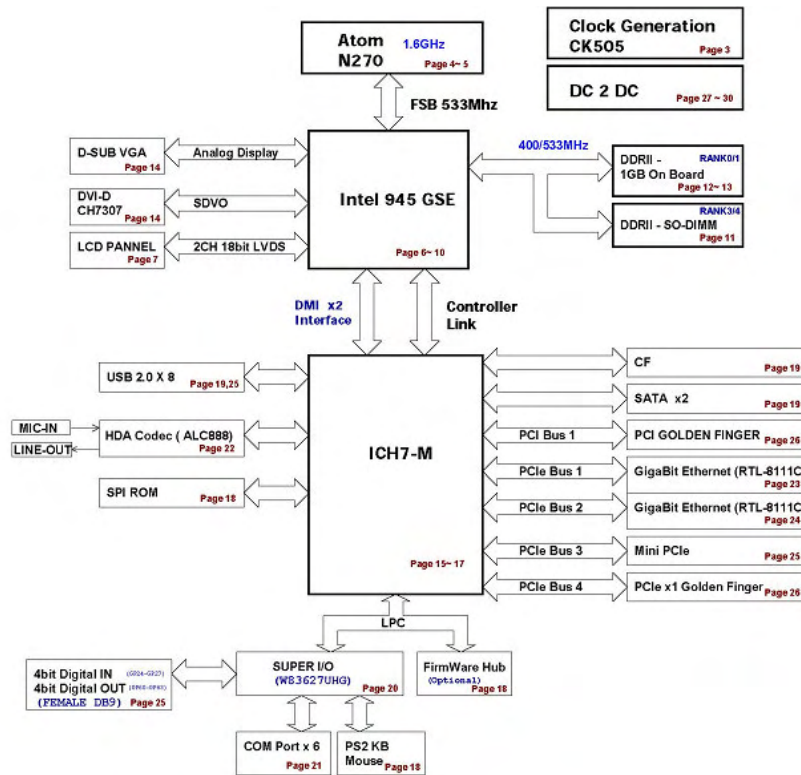 Atom 1.6GHz
N270
Page 4~ 5
Clock Generation
CK505
Page 3
DC 2 DC
Page 27 ~ 30
FSB 533Mhz
D-SUB VGA
Page 14
Analog Display
DVI-D
CH7307
Page 14
SDVO
LCD PANNEL
Page 7
2CH 18bit LVDS
Intel 945 GSE
Page 6~ 10
400/533MHz
DDRII - RANK0/1
1GB On Board
Page 12~ 13
RANK3/4
DDRII - SO-DIMM
Page 11
DMI x2
Interface
Controller
Link
USB 2.0 X 8
Page 19,25
MIC-IN
LINE-OUT
HDA Codec ( ALC888)
Page 22
SPI ROM
Page 18
ICH7-M
Page 15~ 17
CF
Page 19
SATA x2
Page 19
PCI Bus 1
PCI GOLDEN FINGER
Page 26
PCIe Bus 1
GigaBit Ethernet (RTL-8111C
Page 23
PCIe Bus 2
GigaBit Ethernet (RTL-8111C
Page 24
PCIe Bus 3
Mini PCIe
Page 25
PCIe Bus 4
PCIe x1 Golden Finger
Page 26
LPC
4bit Digital IN
4bit Digital OUT
(FEMALE DB9) Page 25
SUPER I/O
(W83627UHG)
Page 20
FirmWare Hub
(Optional)
Page 18
COM Port x 6
Page 21
PS2 KB
Mouse
Page 18